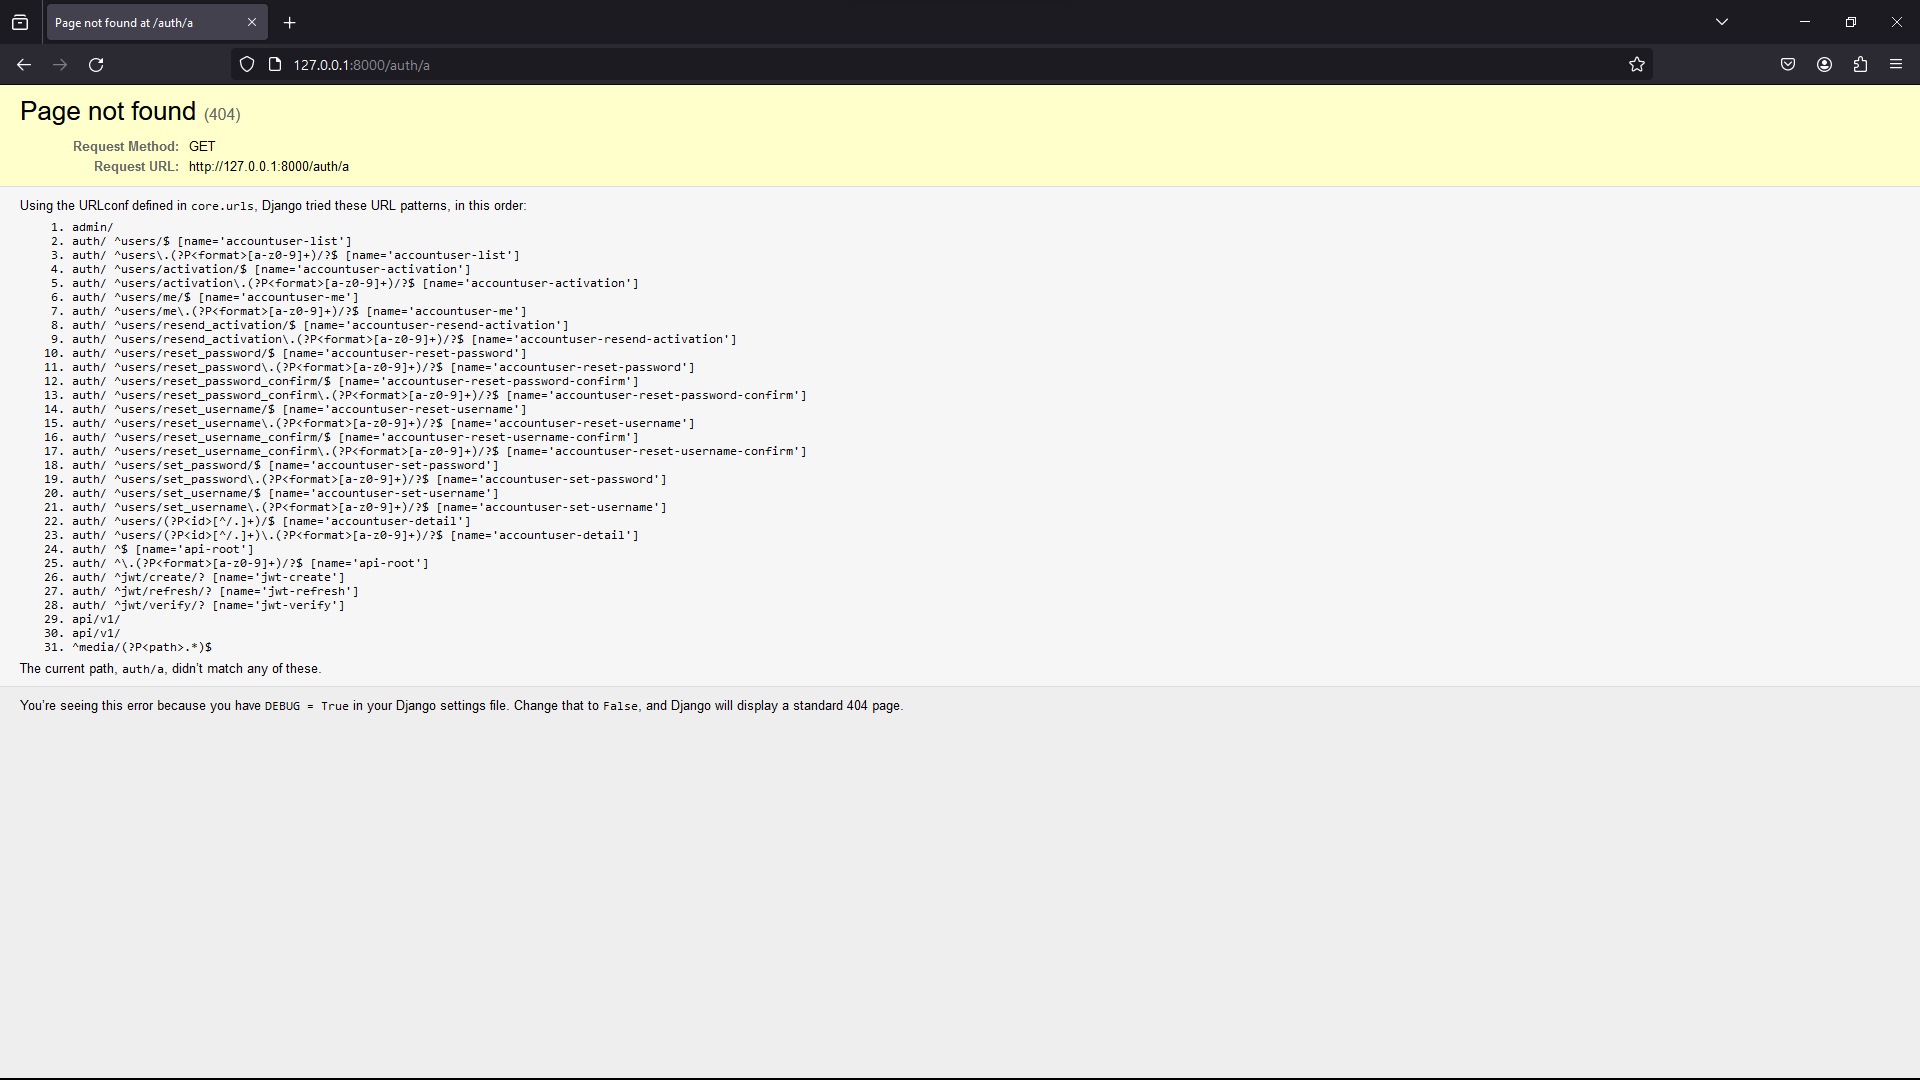 Page not found at /auth/a
127.0.0.1:8000/auth/a
Page not found (404)
Request Method: GET
Request URL: http://127.0.0.1:8000/auth/a
Using the URLconf defined in core.urls, Django tried these URL patterns, in this order:
1. admin/
2. auth/ ^users/$ [name='accountuser-list']
3. auth/ ^users\.(?P<format>[a-z0-9]+)/?$ [name='accountuser-list']
4. auth/ ^users/activation/$ [name='accountuser-activation']
5. auth/ ^users/activation\.(?P<format>[a-z0-9]+)/?$ [name='accountuser-activation']
6. auth/ ^users/me/$ [name='accountuser-me']
7. auth/ ^users/me\.(?P<format>[a-z0-9]+)/?$ [name='accountuser-me']
8. auth/ ^users/resend_activation/$ [name='accountuser-resend-activation']
9. auth/ ^users/resend_activation\.(?P<format>[a-z0-9]+)/?$ [name='accountuser-resend-activation']
10. auth/ ^users/reset_password/$ [name='accountuser-reset-password']
11. auth/ ^users/reset_password\.(?P<format>[a-z0-9]+)/?$ [name='accountuser-reset-password']
12. auth/ ^users/reset_password_confirm/$ [name='accountuser-reset-password-confirm']
13. auth/ ^users/reset_password_confirm\.(?P<format>[a-z0-9]+)/?$ [name='accountuser-reset-password-confirm']
14. auth/ ^users/reset_username/$ [name='accountuser-reset-username']
15. auth/ ^users/reset_username\.(?P<format>[a-z0-9]+)/?$ [name='accountuser-reset-username']
16. auth/ ^users/reset_username_confirm/$ [name='accountuser-reset-username-confirm']
17. auth/ ^users/reset_username_confirm\.(?P<format>[a-z0-9]+)/?$ [name='accountuser-reset-username-confirm']
18. auth/ ^users/set_password/$ [name='accountuser-set-password']
19. auth/ ^users/set_password\.(?P<format>[a-z0-9]+)/?$ [name='accountuser-set-password']
20. auth/ ^users/set_username/$ [name='accountuser-set-username']
21. auth/ ^users/set_username\.(?P<format>[a-z0-9]+)/?$ [name='accountuser-set-username']
22. auth/ ^users/(?P<id>[^/.]+)/$ [name='accountuser-detail']
23. auth/ ^users/(?P<id>[^/.]+)\.(?P<format>[a-z0-9]+)/?$ [name='accountuser-detail']
24. auth/ ^$ [name='api-root']
25. auth/ ^\.(?P<format>[a-z0-9]+)/?$ [name='api-root']
26. auth/ ^jwt/create/? [name='jwt-create']
27. auth/ ^jwt/refresh/? [name='jwt-refresh']
28. auth/ ^jwt/verify/? [name='jwt-verify']
29. api/v1/
30. api/v1/
31. ^media/(?P<path>.*)$
The current path, auth/a, didn’t match any of these.
You’re seeing this error because you have DEBUG = True in your Django settings file. Change that to False, and Django will display a standard 404 page.